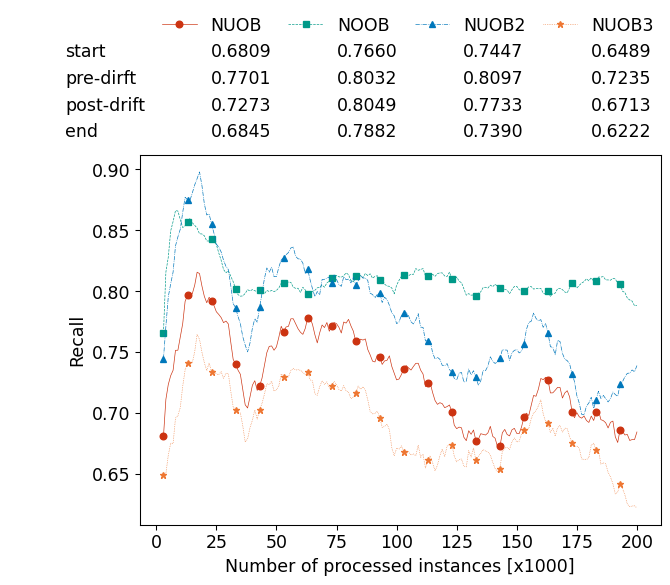 NUOB NOOB NUOB2 NUOB3
start 0.6809 0.7660 0.7447 0.6489
pre-dirft 0.7701 0.8032 0.8097 0.7235
post-drift 0.7273 0.8049 0.7733 0.6713
end 0.6845 0.7882 0.7390 0.6222
0.90
0.85
0.80
0.75
0.70
0.65
Recall
0 25 50 75 100 125 150 175 200
Number of processed instances [x1000]